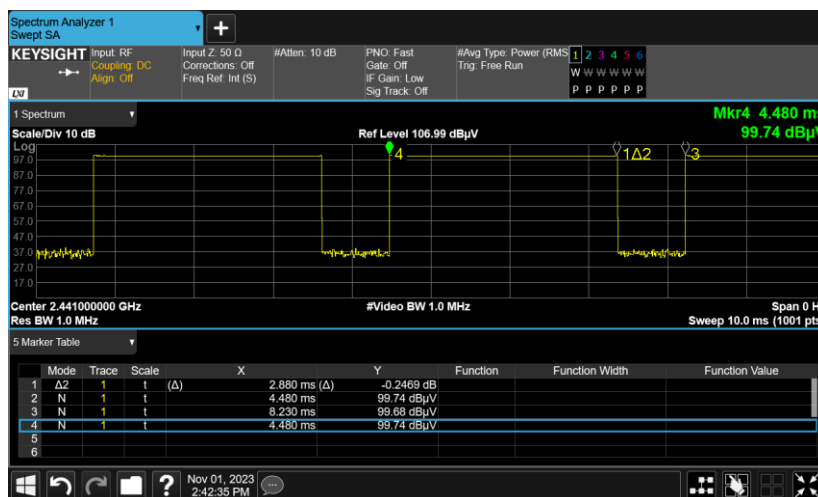 Spectrum Analyzer 1
Swept SA
+
KEYSIGHT Input: RF Input Z: 50 Ω #Atten: 10 dB PNO: Fast #Avg Type: Power (RMS 1 2 3 4 5 6
Coupling: DC Corrections: Off Gate: Off Trig: Free Run
Align: Off Freq Ref: Int (S) IF Gain: Low W W W W W W
LXI Sig Track: Off P P P P P P
1 Spectrum Mkr4 4.480 ms
Scale/Div 10 dB Ref Level 106.99 dBµV 99.74 dBµV
Log
4 1Δ2 3
97.0
87.0
77.0
67.0
57.0
47.0
37.0
27.0
17.0
Center 2.441000000 GHz #Video BW 1.0 MHz Span 0 H
Res BW 1.0 MHz Sweep 10.0 ms (1001 pts
5 Marker Table
Mode Trace Scale X Y Function Function Width Function Value
1 Δ2 1 t (Δ) 2.880 ms (Δ) -0.2469 dB
2 N 1 t 4.480 ms 99.74 dBµV
3 N 1 t 8.230 ms 99.68 dBµV
4 N 1 t 4.480 ms 99.74 dBµV
5
6
? Nov 01, 2023
2:42:35 PM